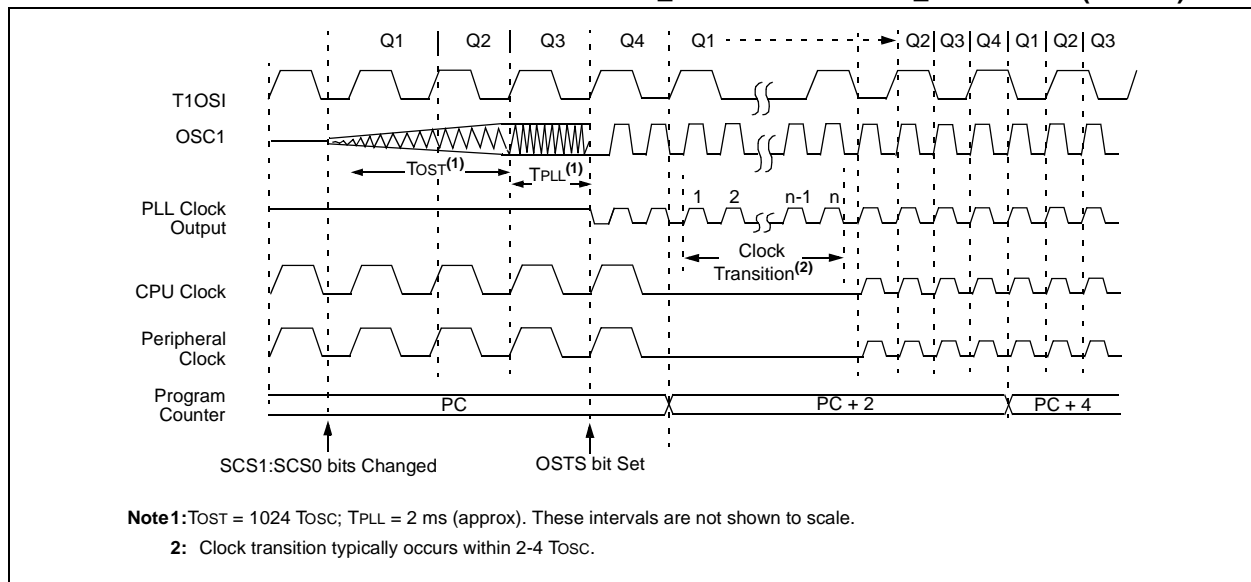 Q1 Q2 Q3 Q4 Q1 Q2 Q3 Q4 Q1 Q2 Q3
T1OSI
OSC1
TOST(1) TPLL(1)
1 2 n-1 n
PLL Clock
Output
Clock
Transition(2)
CPU Clock
Peripheral
Clock
Program
Counter
PC PC + 2 PC + 4
SCS1:SCS0 bits Changed OSTS bit Set
Note1:TOST = 1024 TOSC; TPLL = 2 ms (approx). These intervals are not shown to scale.
2: Clock transition typically occurs within 2-4 TOSC.